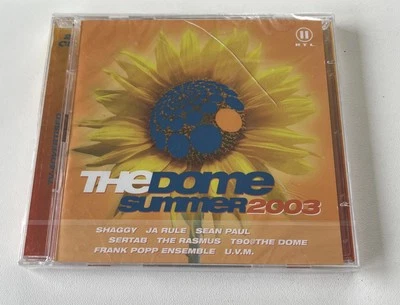 RTL
THE DOME
SUMMER 2003
SHAGGY JA RULE SEAN PAUL
SERTAB THE RASMUS T90@THE DOME
FRANK POPP ENSEMBLE U.V.M.